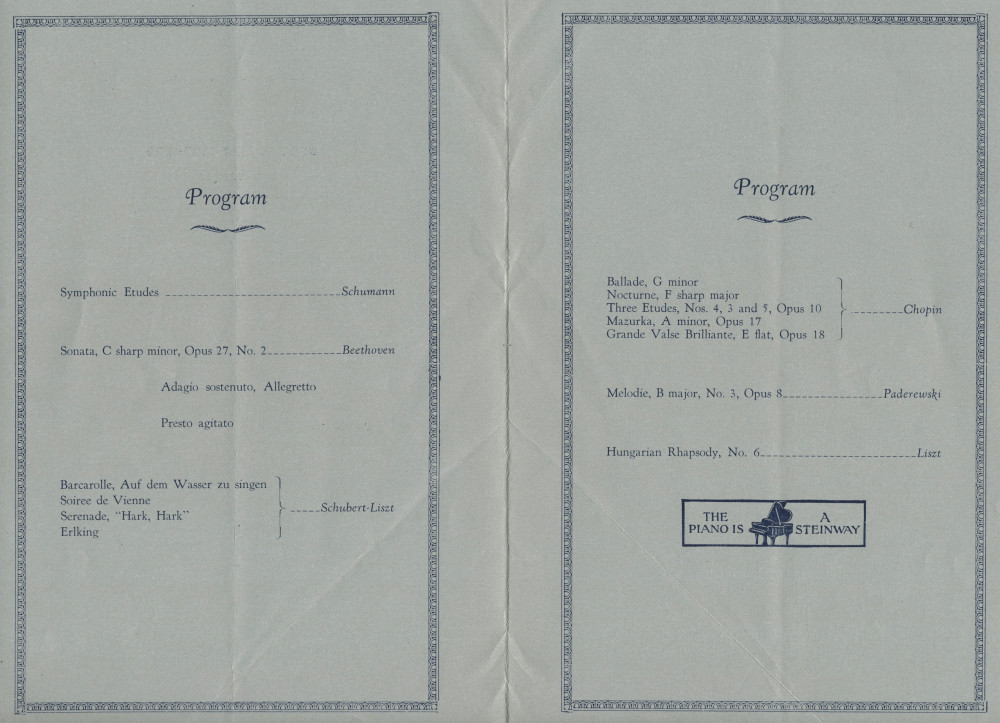 Program
Symphonic Etudes ------------------------Schumann
Sonata, C sharp minor, Opus 27, No. 2----------Beethoven
Adagio sostenuto, Allegretto
Presto agitato
Barcarolle, Auf dem Wasser zu singen
Soiree de Vienne
Serenade, "Hark, Hark"
Erlking
-----Schubert-Liszt
Program
Ballade, G minor
Nocturne, F sharp major
Three Etudes, Nos. 4, 3 and 5, Opus 10
Mazurka, A minor, Opus 17
Grande Valse Brilliante, E flat, Opus 18
--------Chopin
Melodie, B major, No. 3, Opus 8---------------Paderewski
Hungarian Rhapsody, No. 6-----------------------Liszt
THE PIANO IS A STEINWAY